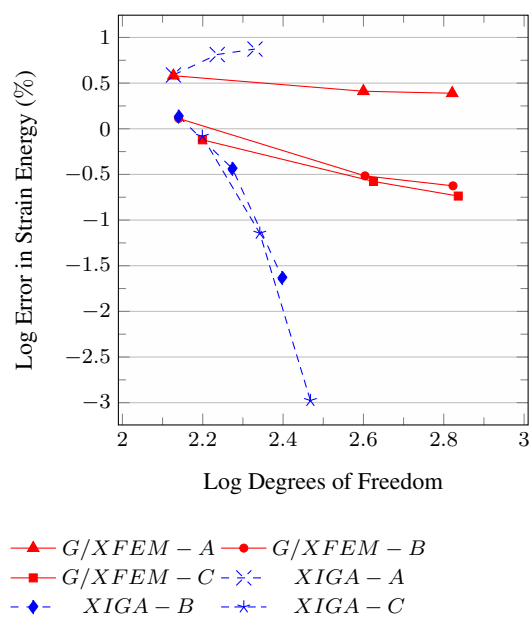 1
0.5
0
−0.5
−1
−1.5
−2
−2.5
−3
Log Error in Strain Energy (%)
2 2.2 2.4 2.6 2.8 3
Log Degrees of Freedom
G/XFEM − A G/XFEM − B
G/XFEM − C XIGA − A
XIGA − B XIGA − C